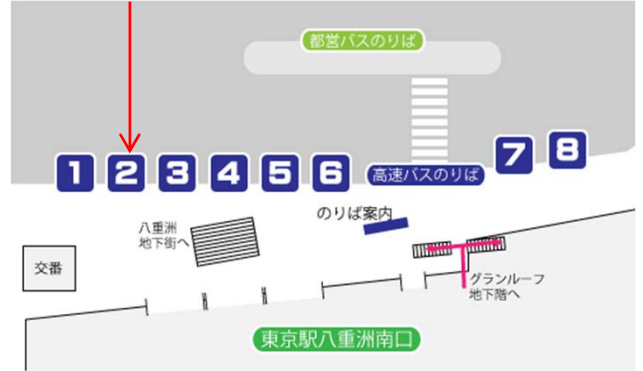 都営バスのりば
1 2 3 4 5 6
高速バスのりば
7 8
のりば案内
八重洲
地下街へ
交番
グランルーフ
地下階へ
東京駅八重洲南口